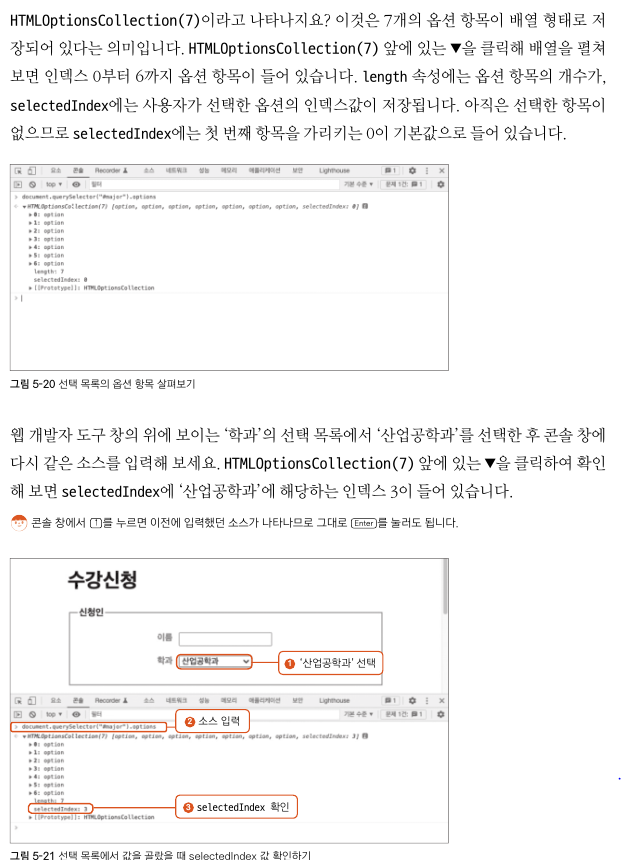 HTMLOptionsCollection(7)이라고 나타나지요? 이것은 7개의 옵션 항목이 배열 형태로 저
장되어 있다는 의미입니다. HTMLOptionsCollection(7) 앞에 있는 ▼을 클릭해 배열을 펼쳐
보면 인덱스 0부터 6까지 옵션 항목이 들어 있습니다. length 속성에는 옵션 항목의 개수가,
selectedIndex에는 사용자가 선택한 옵션의 인덱스값이 저장됩니다. 아직은 선택한 항목이
없으므로 selectedIndex에는 첫 번째 항목을 가리키는 0이 기본값으로 들어 있습니다.
요소 콘솔 Recorder 소스 네트워크 성능 메모리 애플리케이션 보안 Lighthouse 1
top ▼ 필터 기본 수준 ▼ 문제 1건: 1
> document.querySelector("#major").options
▼HTMLOptionsCollection(7) [option, option, option, option, option, option, option, selectedIndex: 0]
▶0: option
▶1: option
▶2: option
▶3: option
▶4: option
▶5: option
▶6: option
length: 7
selectedIndex: 0
▶[[Prototype]]: HTMLOptionsCollection
>
그림 5-20 선택 목록의 옵션 항목 살펴보기
웹 개발자 도구 창의 위에 보이는 ‘학과’의 선택 목록에서 ‘산업공학과’를 선택한 후 콘솔 창에
다시 같은 소스를 입력해 보세요. HTMLOptionsCollection(7) 앞에 있는 ▼을 클릭하여 확인
해 보면 selectedIndex에 ‘산업공학과’에 해당하는 인덱스 3이 들어 있습니다.
콘솔 창에서 ↑를 누르면 이전에 입력했던 소스가 나타나므로 그대로 Enter를 눌러도 됩니다.
수강신청
신청인
이름
학과 산업공학과 1 ‘산업공학과’ 선택
요소 콘솔 Recorder 소스 네트워크 성능 메모리 애플리케이션 보안 Lighthouse 1
top ▼ 필터 기본 수준 ▼ 문제 1건: 1
> document.querySelector("#major").options 2 소스 입력
▼HTMLOptionsCollection(7) [option, option, option, option, option, option, option, selectedIndex: 3]
▶0: option
▶1: option
▶2: option
▶3: option
▶4: option
▶5: option
▶6: option
length: 7
selectedIndex: 3 3 selectedIndex 확인
▶[[Prototype]]: HTMLOptionsCollection
>
그림 5-21 선택 목록에서 값을 골랐을 때 selectedIndex 값 확인하기